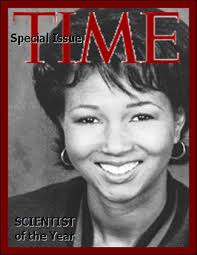 TIME
Special Issue
SCIENTIST
of the Year